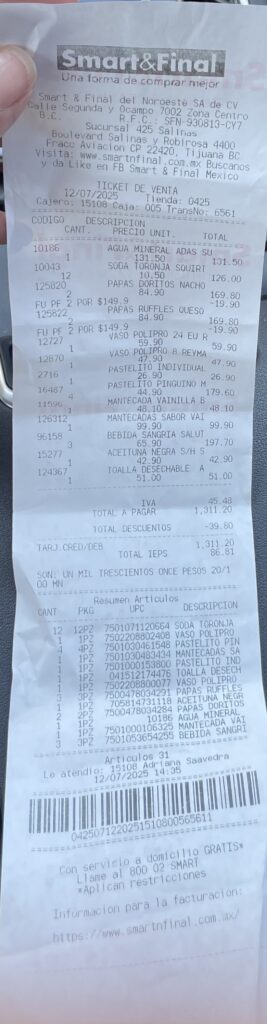 Smart&Final
Una forma de comprar mejor
Smart & Final del Noroeste SA de CV
Calle Segunda y Ocampo 7002 Zona Centro
B.C. R.F.C.: SFN-930813-CY7
Sucursal 425 Salinas
Boulevard Salinas y Robirosa 4400
Fracc Aviacion CP 22420, Tijuana BC
Visita: www.smartnfinal.com.mx Buscanos
y da Like en FB Smart & Final Mexico
TICKET DE VENTA
12/07/2025 Tienda: 0425
Cajero: 15108 Caja: 005 TransNo: 6561
CODIGO DESCRIPCION
CANT. PRECIO UNIT. TOTAL
10186 AGUA MINERAL ADAS SU
1 131.50 131.50
10043 SODA TORONJA SQUIRT
12 10.50 126.00
125820 PAPAS DORITOS NACHO
2 84.90 169.80
FU PF 2 POR $149.9 -19.90
125822 PAPAS RUFFLES QUESO
2 84.90 169.80
FU PF 2 POR $149.9 -19.90
12727 VASO POLIPRO 24 EU R
1 59.90 59.90
12870 VASO POLIPRO 8 REYMA
1 47.90 47.90
2716 PASTELITO INDIVIDUAL
1 26.90 26.90
16487 PASTELITO PINGUINO M
4 44.90 179.60
11596 MANTECADA VAINILLA B
1 48.10 48.10
126312 MANTECADAS SABOR VAI
1 99.90 99.90
96158 BEBIDA SANGRIA SALUT
3 65.90 197.70
15277 ACEITUNA NEGRA S/H S
1 42.90 42.90
124367 TOALLA DESECHABLE A
1 51.00 51.00
IVA 45.48
TOTAL A PAGAR 1,311.20
TOTAL DESCUENTOS -39.80
TARJ.CRED/DEB 1,311.20
TOTAL IEPS 86.81
SON: UN MIL TRESCIENTOS ONCE PESOS 20/1
00 MN
Resumen Articulos
CANT PKG UPC DESCRIPCION
12 12PZ 7501071120664 SODA TORONJA
1 1PZ 7502208802408 VASO POLIPRO
4 4PZ 7501030461548 PASTELITO PIN
1 1PZ 7501030483434 MANTECADAS SA
1 1PZ 7501000153800 PASTELITO IND
1 1PZ 041512174476 TOALLA DESECH
1 1PZ 7502208800077 VASO POLIPRO
PAPAS RUFFLES
1 1PZ 705814731118 ACEITUNA NEGR
2 2PZ 7500478034284 PAPAS DORITOS
1 1PZ 10186 AGUA MINERAL
1 1PZ MANTECADA VAI
3 3PZ 7501053654255 BEBIDA SANGRI
Articulos 31
Lo atendio: 15108 Adriana Saavedra
12/07/2025 14:35
Con servicio a domicilio GRATIS*
Llame al 800 02 SMART
*Aplican restricciones
Informacion para la facturacion:
https://www.smartnfinal.com.mx/